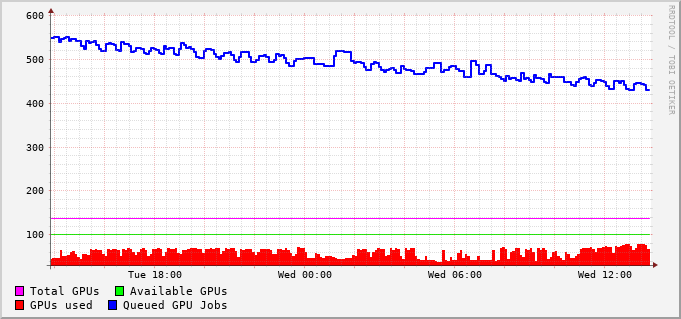 600
500
400
300
200
100
Tue 18:00 Wed 00:00 Wed 06:00 Wed 12:00
Total GPUs Available GPUs
GPUs used Queued GPU Jobs
RRDTOOL / TOBI OETIKER